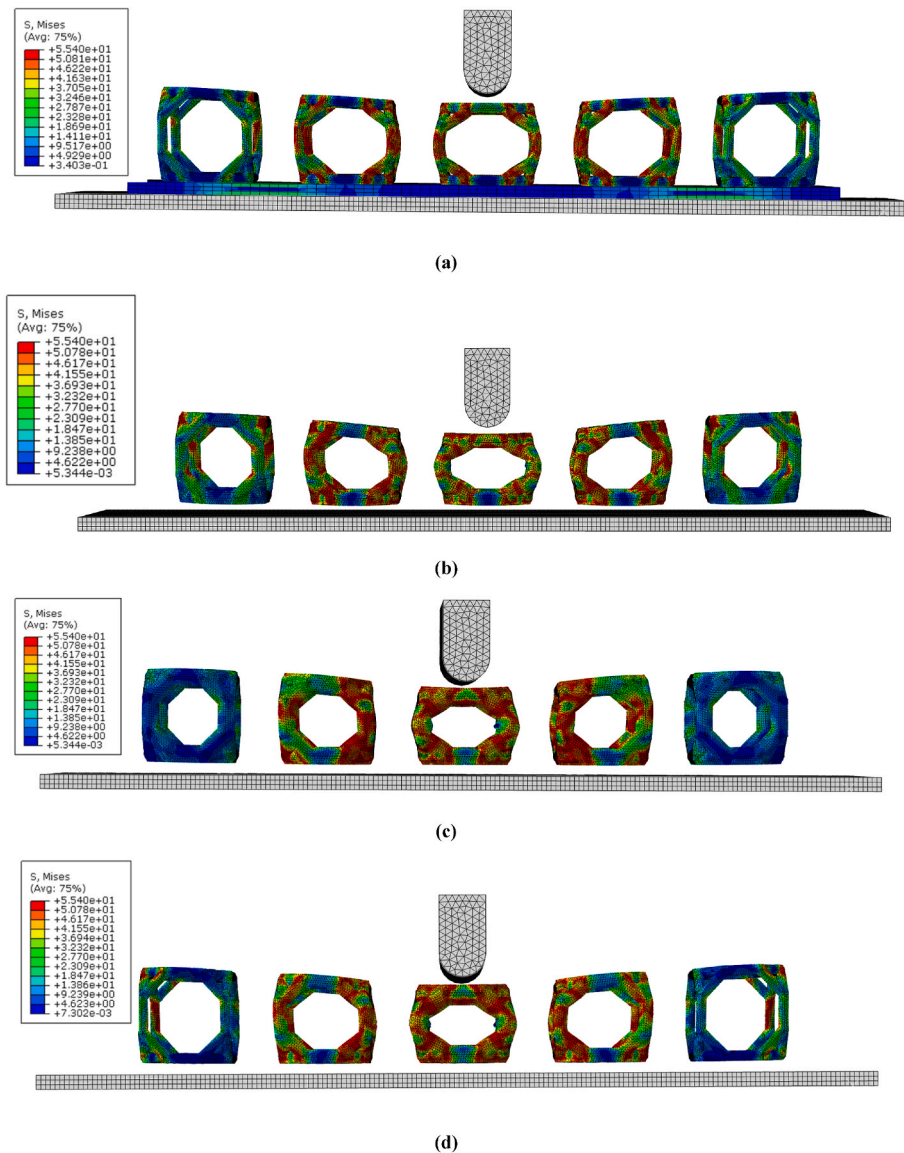 S, Mises
(Avg: 75%)
+5.540e+01
+5.081e+01
+4.622e+01
+4.163e+01
+3.705e+01
+3.246e+01
+2.787e+01
+2.328e+01
+1.869e+01
+1.411e+01
+9.517e+00
+4.929e+00
+3.403e-01
(a)
S, Mises
(Avg: 75%)
+5.540e+01
+5.078e+01
+4.617e+01
+4.155e+01
+3.693e+01
+3.232e+01
+2.770e+01
+2.309e+01
+1.847e+01
+1.385e+01
+9.238e+00
+4.622e+00
+5.344e-03
(b)
S, Mises
(Avg: 75%)
+5.540e+01
+5.078e+01
+4.617e+01
+4.155e+01
+3.693e+01
+3.232e+01
+2.770e+01
+2.309e+01
+1.847e+01
+1.385e+01
+9.238e+00
+4.622e+00
+5.344e-03
(c)
S, Mises
(Avg: 75%)
+5.540e+01
+5.078e+01
+4.617e+01
+4.155e+01
+3.694e+01
+3.232e+01
+2.770e+01
+2.309e+01
+1.847e+01
+1.386e+01
+9.239e+00
+4.623e+00
+7.302e-03
(d)